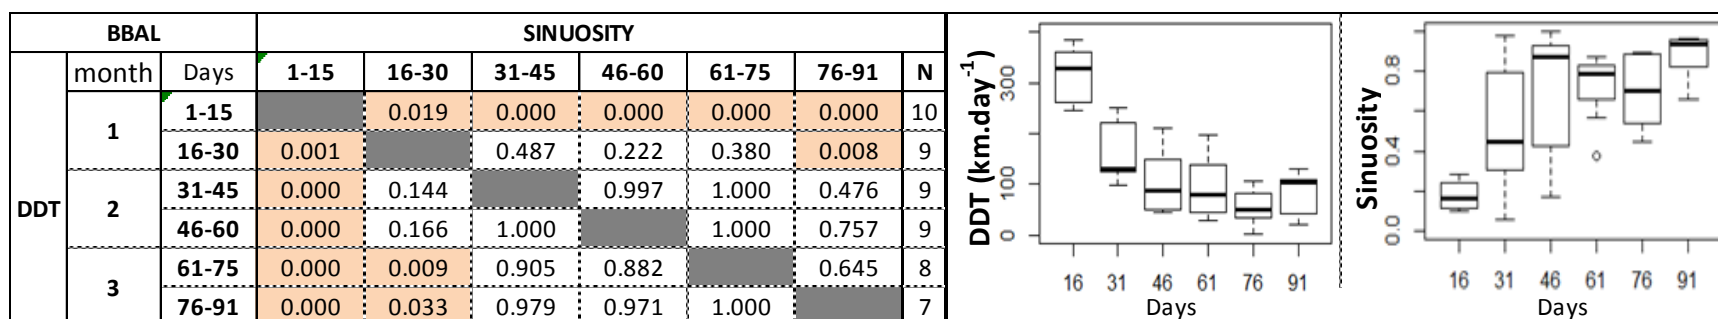 BBAL SINUOSITY
month Days 1-15 16-30 31-45 46-60 61-75 76-91 N
DDT
1 1-15 0.019 0.000 0.000 0.000 0.000 10
16-30 0.001 0.487 0.222 0.380 0.008 9
2 31-45 0.000 0.144 0.997 1.000 0.476 9
46-60 0.000 0.166 1.000 1.000 0.757 9
3 61-75 0.000 0.009 0.905 0.882 0.645 8
76-91 0.000 0.033 0.979 0.971 1.000 7
DDT (km.day⁻¹)
300
100
0
16 31 46 61 76 91
Days
Sinuosity
0.8
0.4
0.0
16 31 46 61 76 91
Days